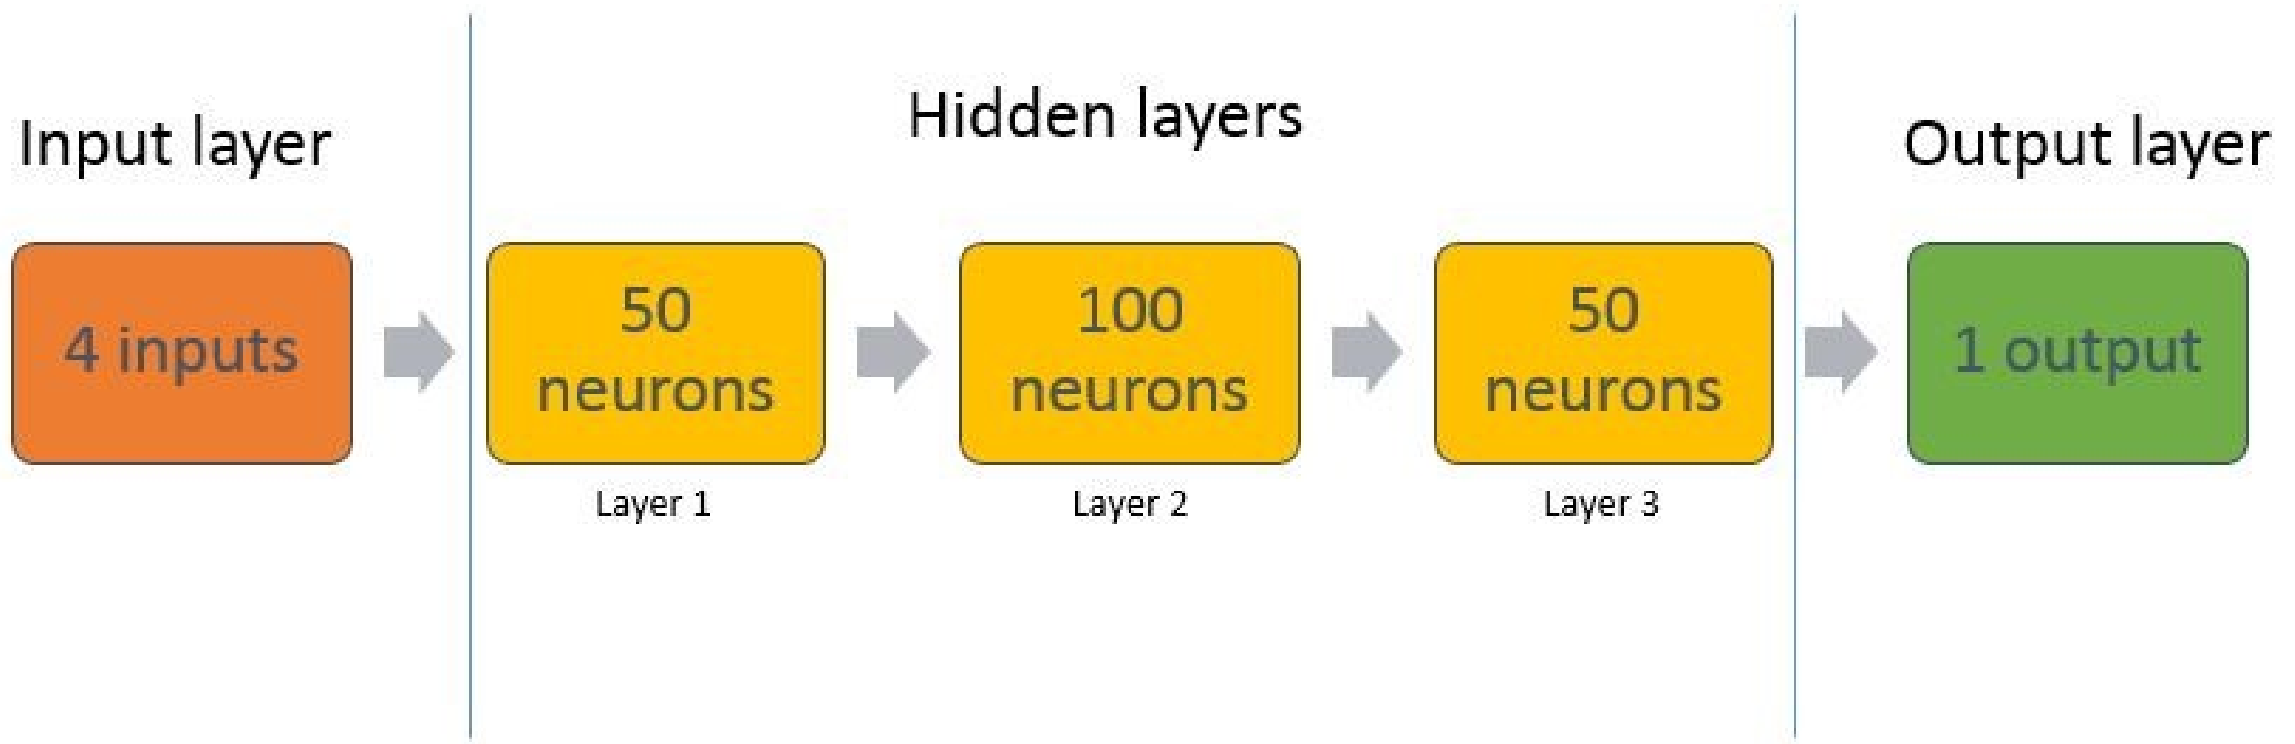 Input layer
Hidden layers
Output layer
4 inputs
50
neurons
100
neurons
50
neurons
1 output
Layer 1
Layer 2
Layer 3